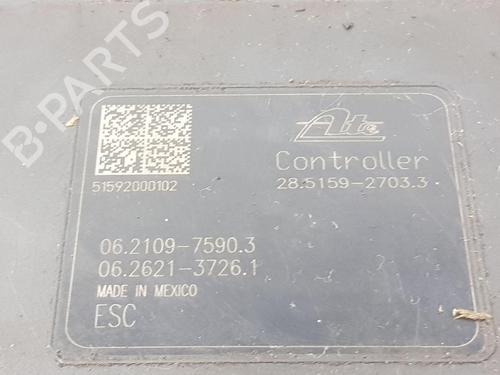 B-PARTS
Ate
Controller
51592000102
28.5159-2703.3
06.2109-7590.3
06.2621-3726.1
MADE IN MEXICO
ESC